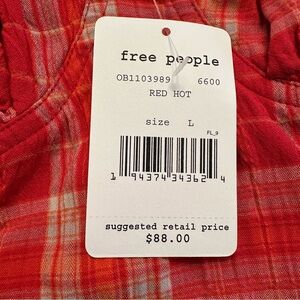 free people
OB1103989 6600
RED HOT
size L
FL_9
1 94374 34362 4
suggested retail price
$88.00